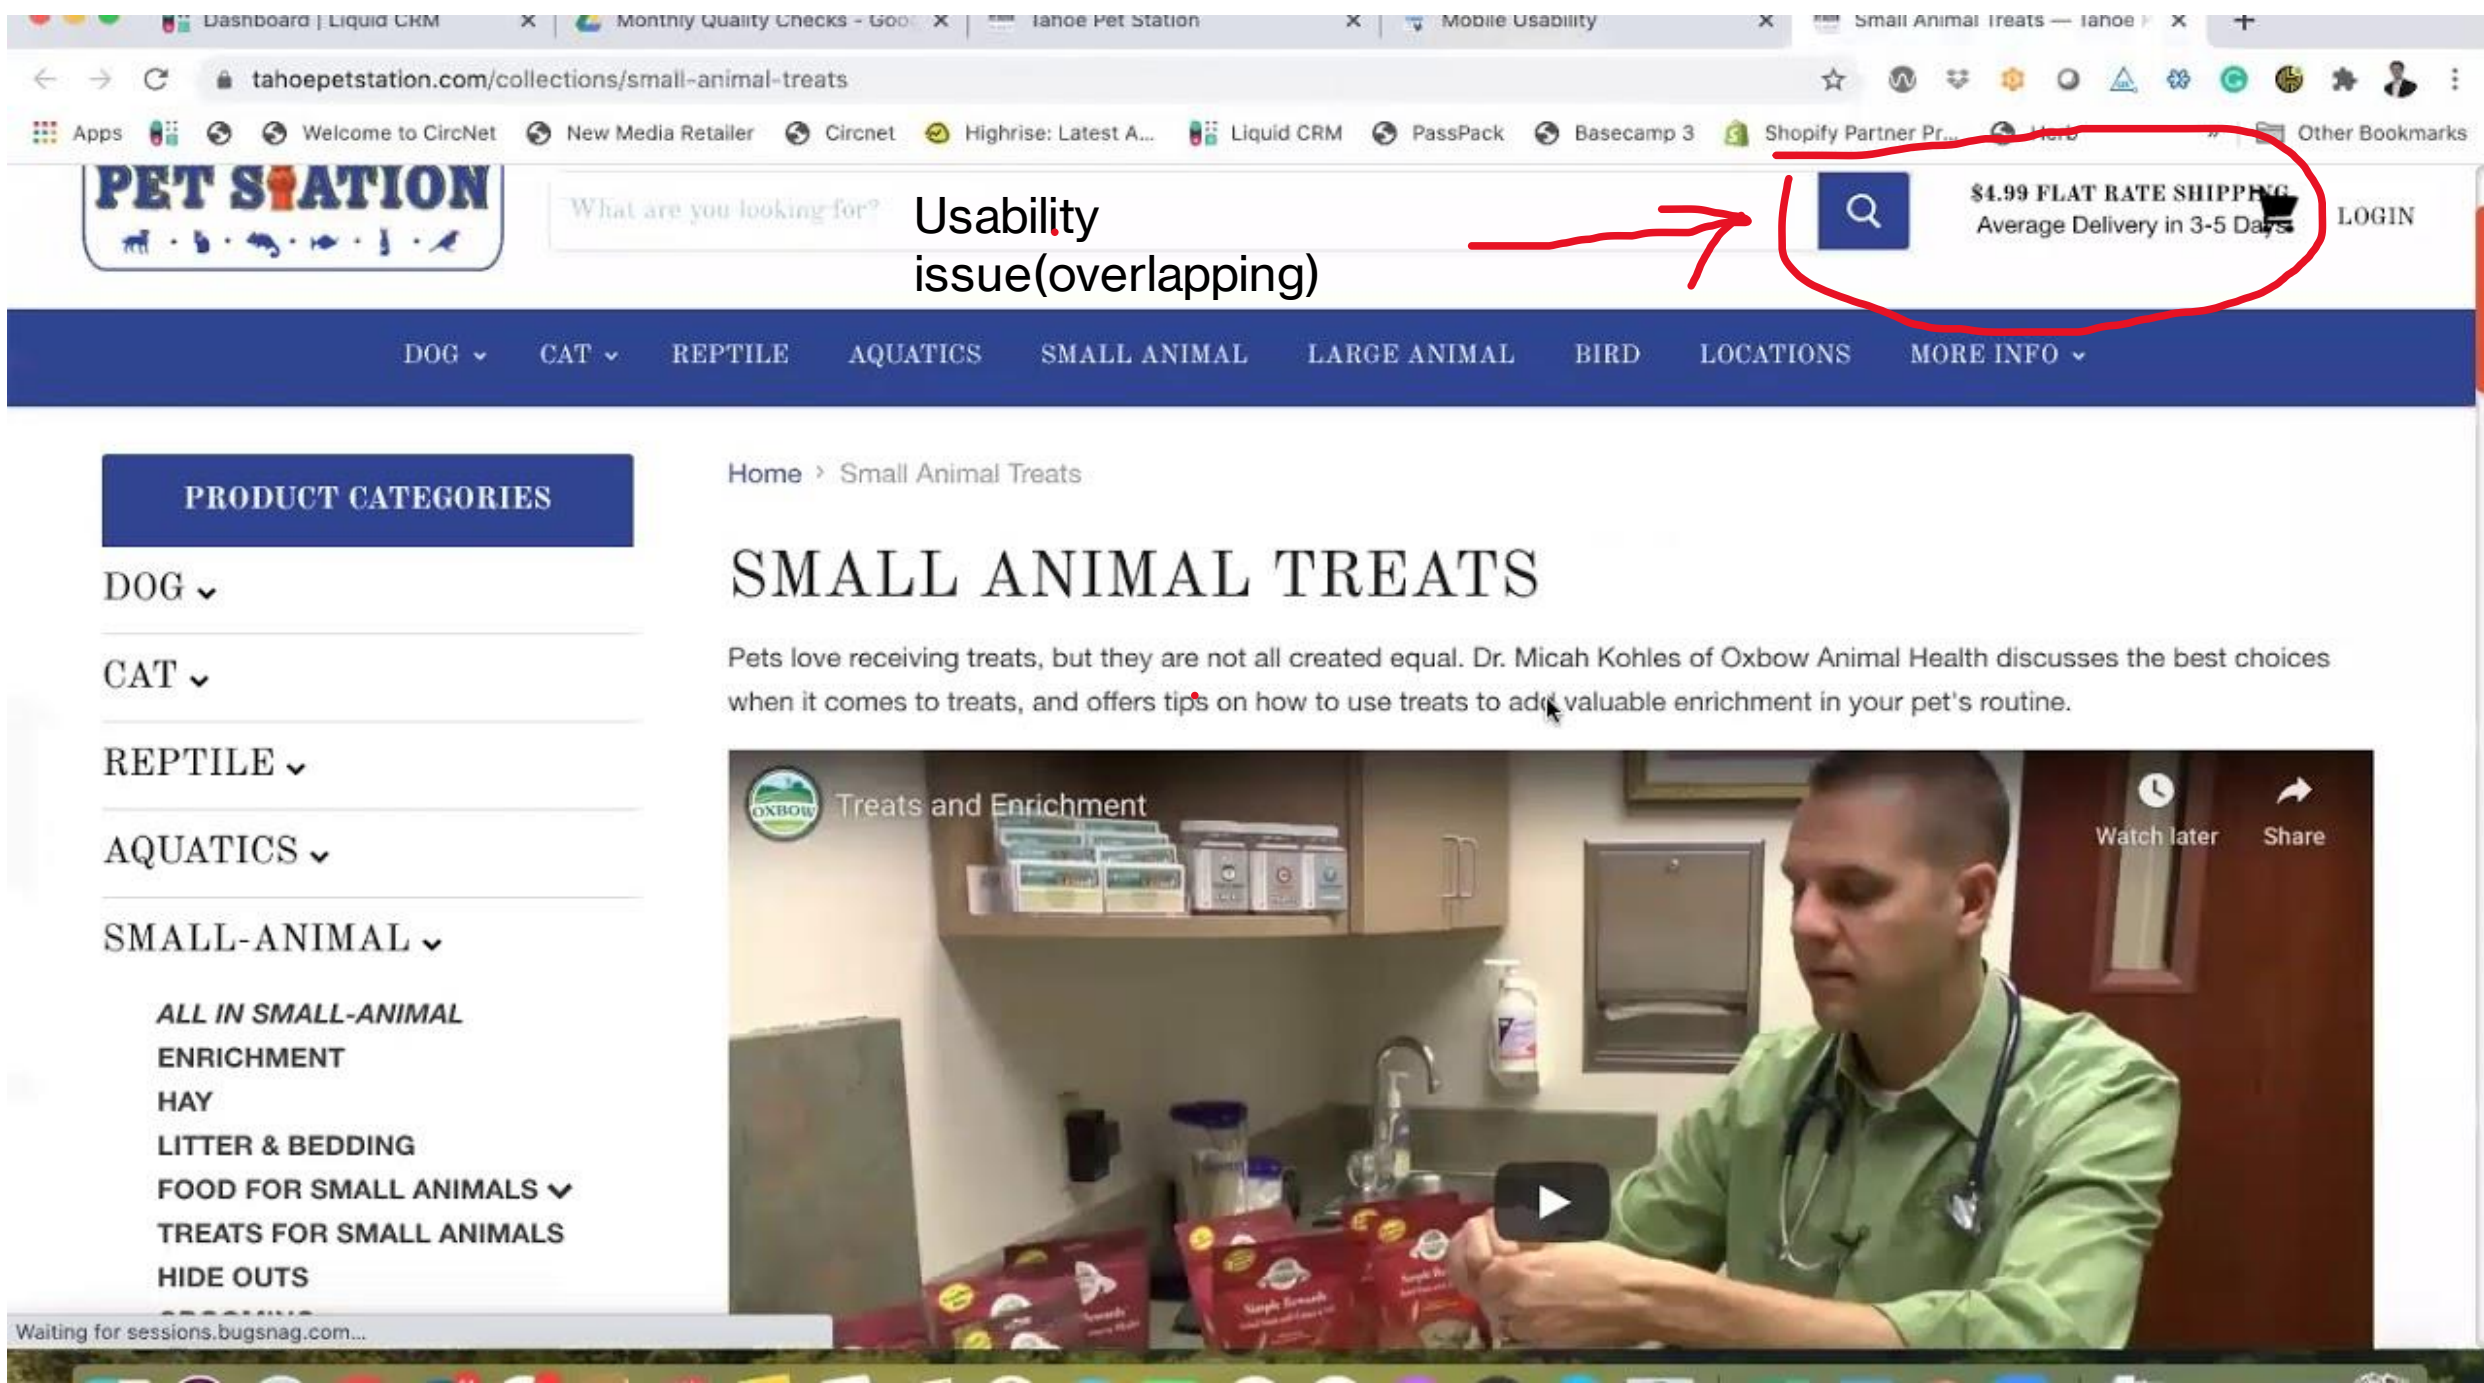 Dashboard | Liquid CRM
Monthly Quality Checks - Goo
Tahoe Pet Station
Mobile Usability
Small Animal Treats — Tahoe P
tahoepetstation.com/collections/small-animal-treats
Apps
Welcome to CircNet
New Media Retailer
Circnet
Highrise: Latest A...
Liquid CRM
PassPack
Basecamp 3
Shopify Partner Pr...
Herb
»
Other Bookmarks
PET STATION
What are you looking for?
Usability
issue(overlapping)
$4.99 FLAT RATE SHIPPING
Average Delivery in 3-5 Days
LOGIN
DOG
CAT
REPTILE
AQUATICS
SMALL ANIMAL
LARGE ANIMAL
BIRD
LOCATIONS
MORE INFO
PRODUCT CATEGORIES
DOG
CAT
REPTILE
AQUATICS
SMALL-ANIMAL
ALL IN SMALL-ANIMAL
ENRICHMENT
HAY
LITTER & BEDDING
FOOD FOR SMALL ANIMALS
TREATS FOR SMALL ANIMALS
HIDE OUTS
Home > Small Animal Treats
SMALL ANIMAL TREATS
Pets love receiving treats, but they are not all created equal. Dr. Micah Kohles of Oxbow Animal Health discusses the best choices
when it comes to treats, and offers tips on how to use treats to add valuable enrichment in your pet's routine.
OXBOW
Treats and Enrichment
Watch later
Share
Simple Rewards
Waiting for sessions.bugsnag.com...